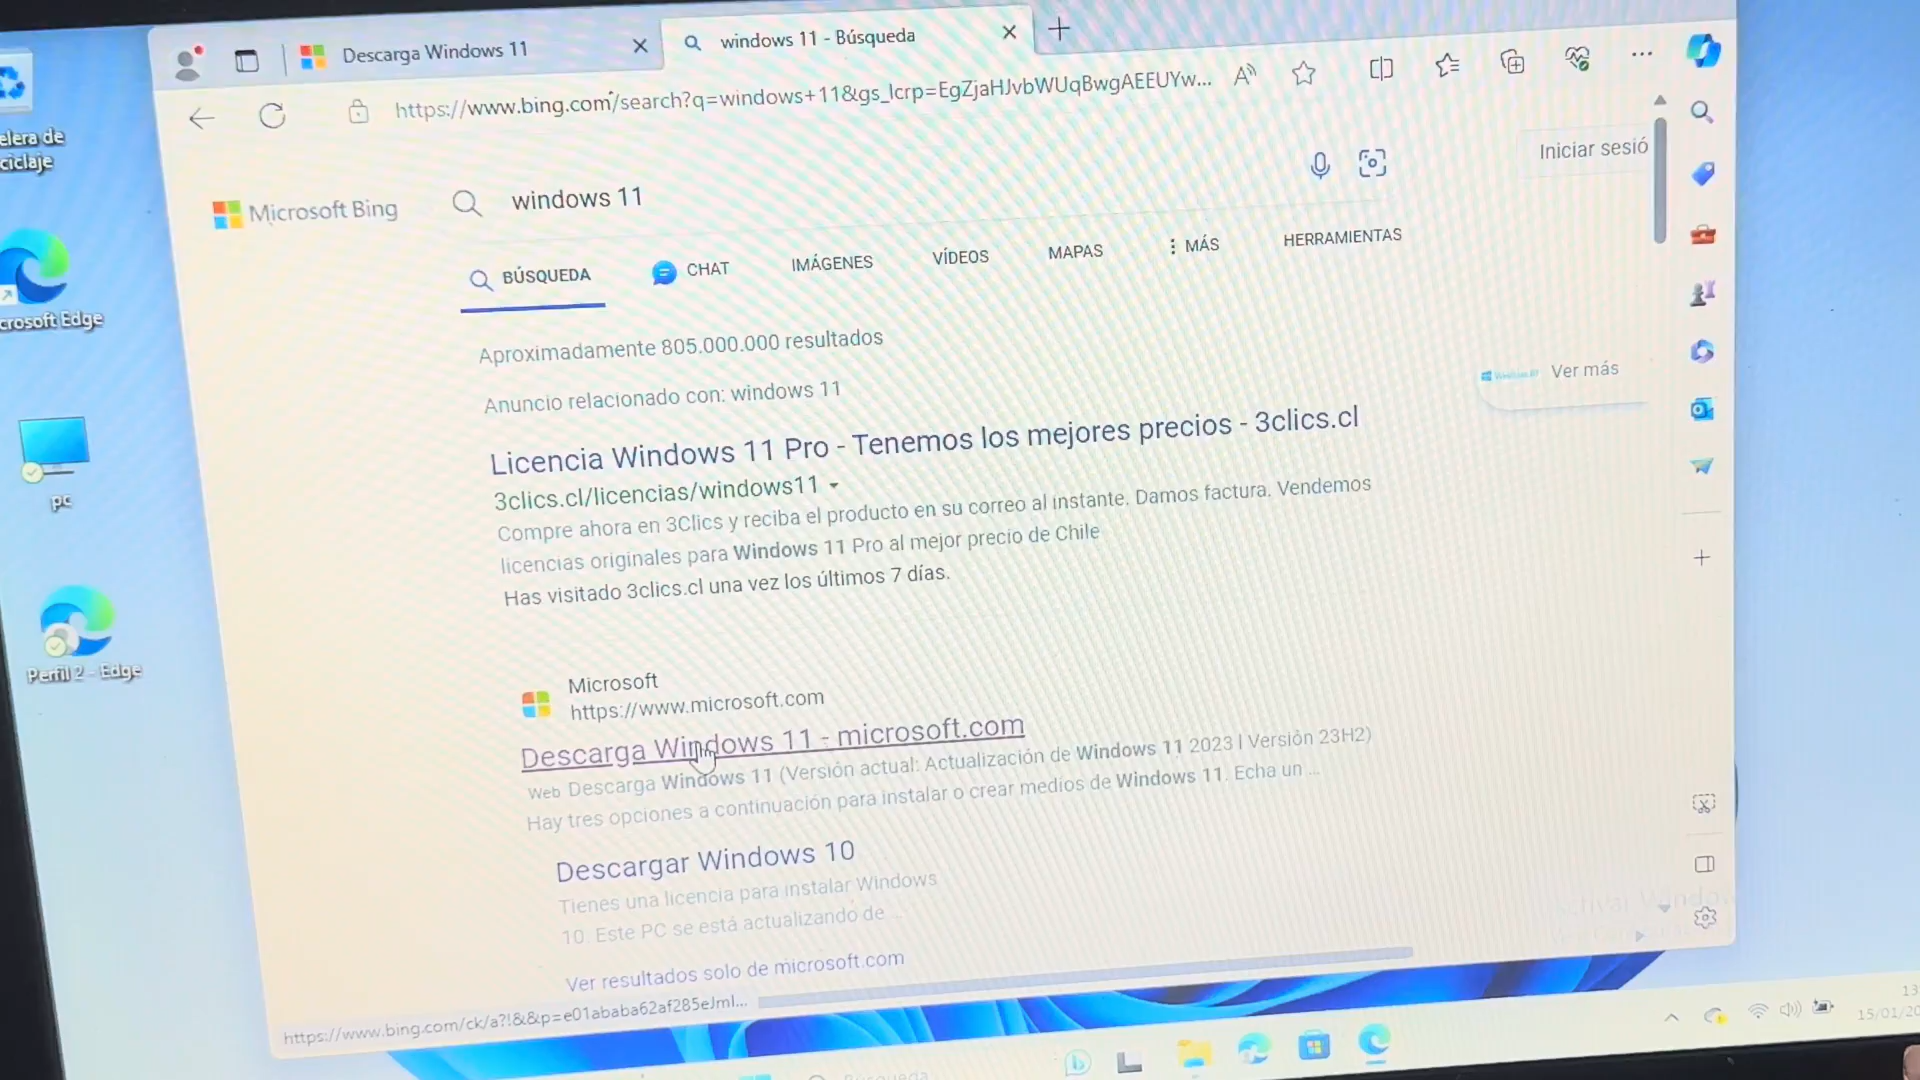 Descarga Windows 11
windows 11 - Búsqueda
https://www.bing.com/search?q=windows+11&gs_lcrp=EgZjaHJvbWUqBwgAEEUYw...
elera de
ciclaje
Iniciar sesió
Microsoft Bing
windows 11
BÚSQUEDA
CHAT
IMÁGENES
VÍDEOS
MAPAS
MÁS
HERRAMIENTAS
crosoft Edge
Aproximadamente 805.000.000 resultados
Anuncio relacionado con: windows 11
Ver más
Licencia Windows 11 Pro - Tenemos los mejores precios - 3clics.cl
3clics.cl/licencias/windows11
Compre ahora en 3Clics y reciba el producto en su correo al instante. Damos factura. Vendemos
licencias originales para Windows 11 Pro al mejor precio de Chile
Has visitado 3clics.cl una vez los últimos 7 días.
pc
Perfil 2 - Edge
Microsoft
https://www.microsoft.com
Descarga Windows 11 - microsoft.com
Web Descarga Windows 11 (Versión actual: Actualización de Windows 11 2023 | Versión 23H2)
Hay tres opciones a continuación para instalar o crear medios de Windows 11. Echa un ...
Descargar Windows 10
Tienes una licencia para instalar Windows
10. Este PC se está actualizando de ...
Ver resultados solo de microsoft.com
https://www.bing.com/ck/a?!&&p=e01ababa62af285eJml...
13
15/01/20
Búsqueda